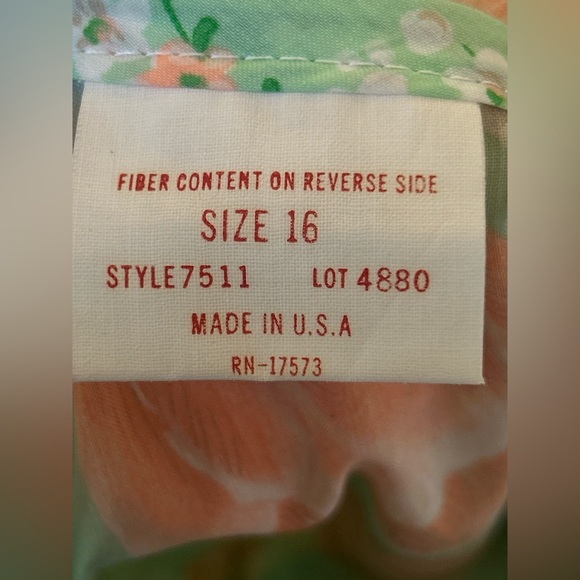 FIBER CONTENT ON REVERSE SIDE
SIZE 16
STYLE7511 LOT 4880
MADE IN U.S.A
RN-17573